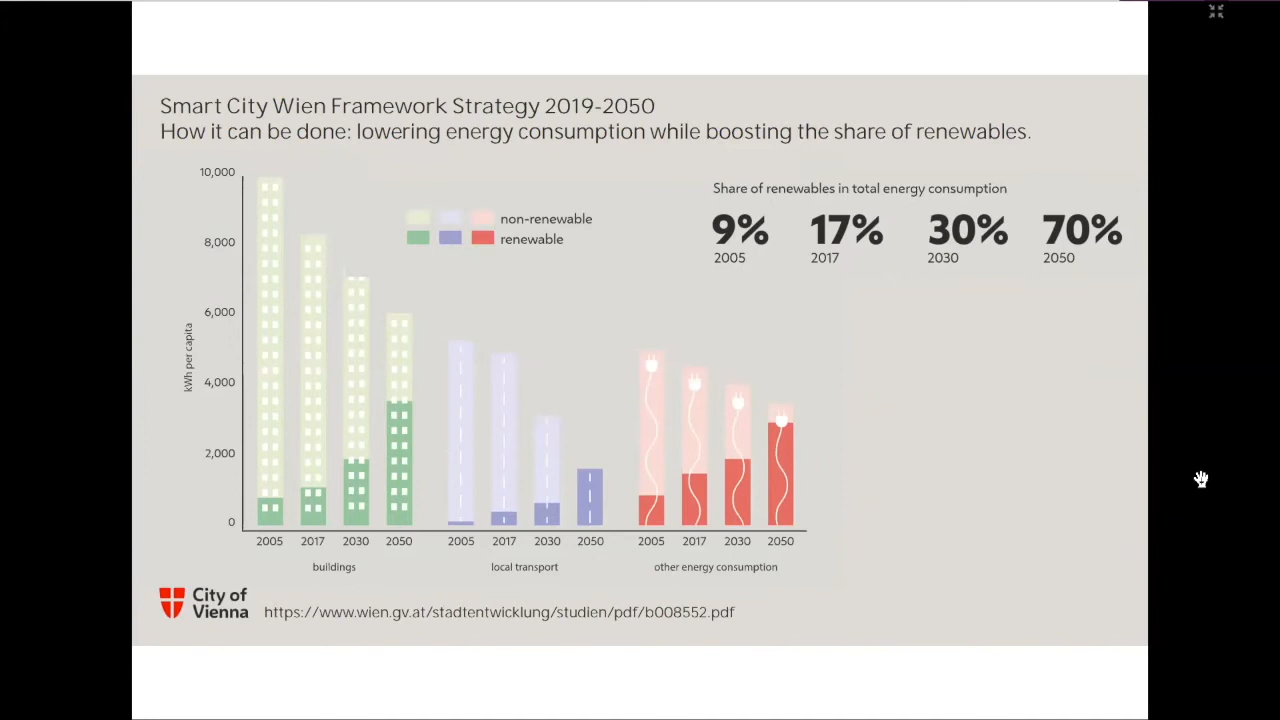 Smart City Wien Framework Strategy 2019-2050
How it can be done: lowering energy consumption while boosting the share of renewables.
10,000
8,000
6,000
4,000
2,000
0
kWh per capita
non-renewable
renewable
Share of renewables in total energy consumption
9% 17% 30% 70%
2005 2017 2030 2050
2005 2017 2030 2050 2005 2017 2030 2050 2005 2017 2030 2050
buildings local transport other energy consumption
City of
Vienna
https://www.wien.gv.at/stadtentwicklung/studien/pdf/b008552.pdf